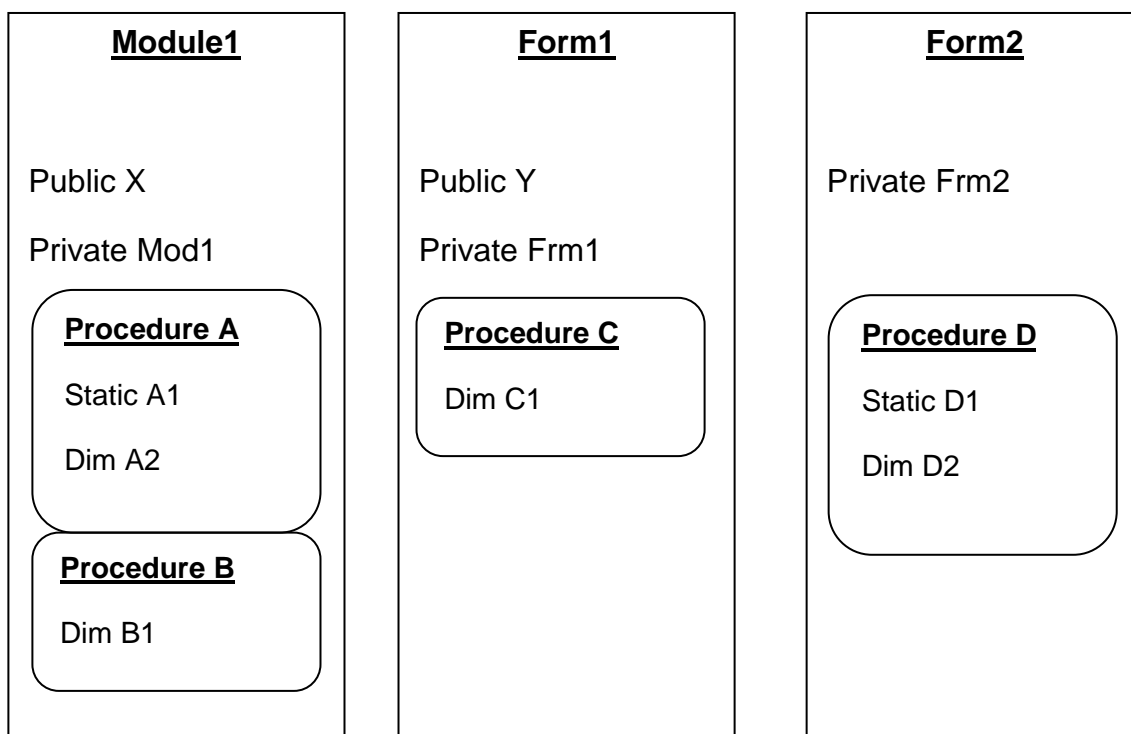 Module1
Public X
Private Mod1
Procedure A
Static A1
Dim A2
Procedure B
Dim B1
Form1
Public Y
Private Frm1
Procedure C
Dim C1
Form2
Private Frm2
Procedure D
Static D1
Dim D2